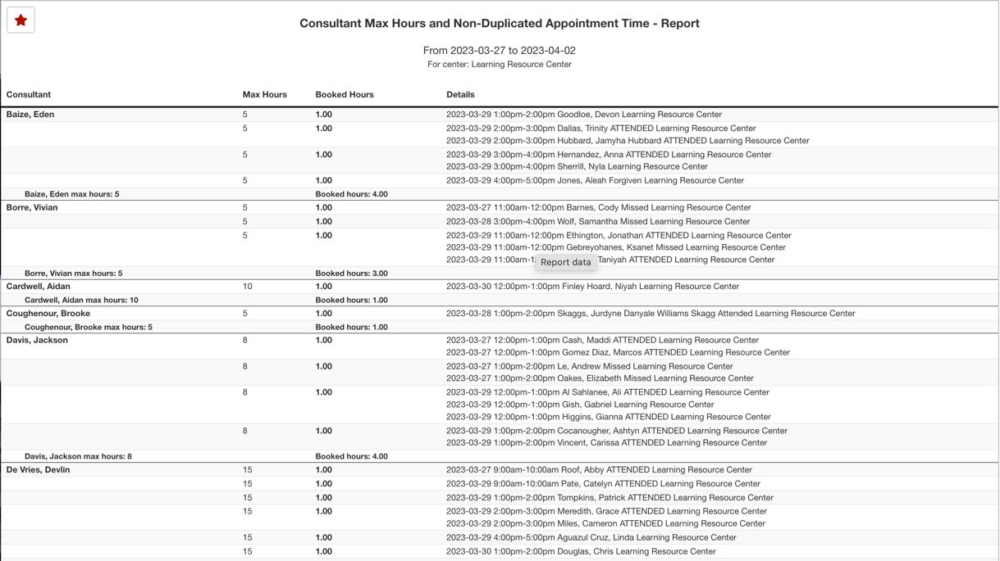 Consultant Max Hours and Non-Duplicated Appointment Time - Report
From 2023-03-27 to 2023-04-02
For center: Learning Resource Center
Consultant Max Hours Booked Hours Details
Baize, Eden 5 1.00 2023-03-29 1:00pm-2:00pm Goodloe, Devon Learning Resource Center
5 1.00 2023-03-29 2:00pm-3:00pm Dallas, Trinity ATTENDED Learning Resource Center
2023-03-29 2:00pm-3:00pm Hubbard, Jamyha Hubbard ATTENDED Learning Resource Center
5 1.00 2023-03-29 3:00pm-4:00pm Hernandez, Anna ATTENDED Learning Resource Center
2023-03-29 3:00pm-4:00pm Sherrill, Nyla Learning Resource Center
5 1.00 2023-03-29 4:00pm-5:00pm Jones, Aleah Forgiven Learning Resource Center
Baize, Eden max hours: 5 Booked hours: 4.00
Borre, Vivian 5 1.00 2023-03-27 11:00am-12:00pm Barnes, Cody Missed Learning Resource Center
5 1.00 2023-03-28 3:00pm-4:00pm Wolf, Samantha Missed Learning Resource Center
5 1.00 2023-03-29 11:00am-12:00pm Ethington, Jonathan ATTENDED Learning Resource Center
2023-03-29 11:00am-12:00pm Gebreyohanes, Ksanet Missed Learning Resource Center
2023-03-29 11:00am-1 Taniyah ATTENDED Learning Resource Center
Report data
Borre, Vivian max hours: 5 Booked hours: 3.00
Cardwell, Aidan 10 1.00 2023-03-30 12:00pm-1:00pm Finley Hoard, Niyah Learning Resource Center
Cardwell, Aidan max hours: 10 Booked hours: 1.00
Coughenour, Brooke 5 1.00 2023-03-28 1:00pm-2:00pm Skaggs, Jurdyne Danyale Williams Skagg Attended Learning Resource Center
Coughenour, Brooke max hours: 5 Booked hours: 1.00
Davis, Jackson 8 1.00 2023-03-27 12:00pm-1:00pm Cash, Maddi ATTENDED Learning Resource Center
2023-03-27 12:00pm-1:00pm Gomez Diaz, Marcos ATTENDED Learning Resource Center
8 1.00 2023-03-27 1:00pm-2:00pm Le, Andrew Missed Learning Resource Center
2023-03-27 1:00pm-2:00pm Oakes, Elizabeth Missed Learning Resource Center
8 1.00 2023-03-29 12:00pm-1:00pm Al Sahlanee, Ali ATTENDED Learning Resource Center
2023-03-29 12:00pm-1:00pm Gish, Gabriel Learning Resource Center
2023-03-29 12:00pm-1:00pm Higgins, Gianna ATTENDED Learning Resource Center
8 1.00 2023-03-29 1:00pm-2:00pm Cocanougher, Ashtyn ATTENDED Learning Resource Center
2023-03-29 1:00pm-2:00pm Vincent, Carissa ATTENDED Learning Resource Center
Davis, Jackson max hours: 8 Booked hours: 4.00
De Vries, Devlin 15 1.00 2023-03-27 9:00am-10:00am Roof, Abby ATTENDED Learning Resource Center
15 1.00 2023-03-29 9:00am-10:00am Pate, Catelyn ATTENDED Learning Resource Center
15 1.00 2023-03-29 1:00pm-2:00pm Tompkins, Patrick ATTENDED Learning Resource Center
15 1.00 2023-03-29 2:00pm-3:00pm Meredith, Grace ATTENDED Learning Resource Center
2023-03-29 2:00pm-3:00pm Miles, Cameron ATTENDED Learning Resource Center
15 1.00 2023-03-29 4:00pm-5:00pm Aguazul Cruz, Linda Learning Resource Center
15 1.00 2023-03-30 1:00pm-2:00pm Douglas, Chris Learning Resource Center